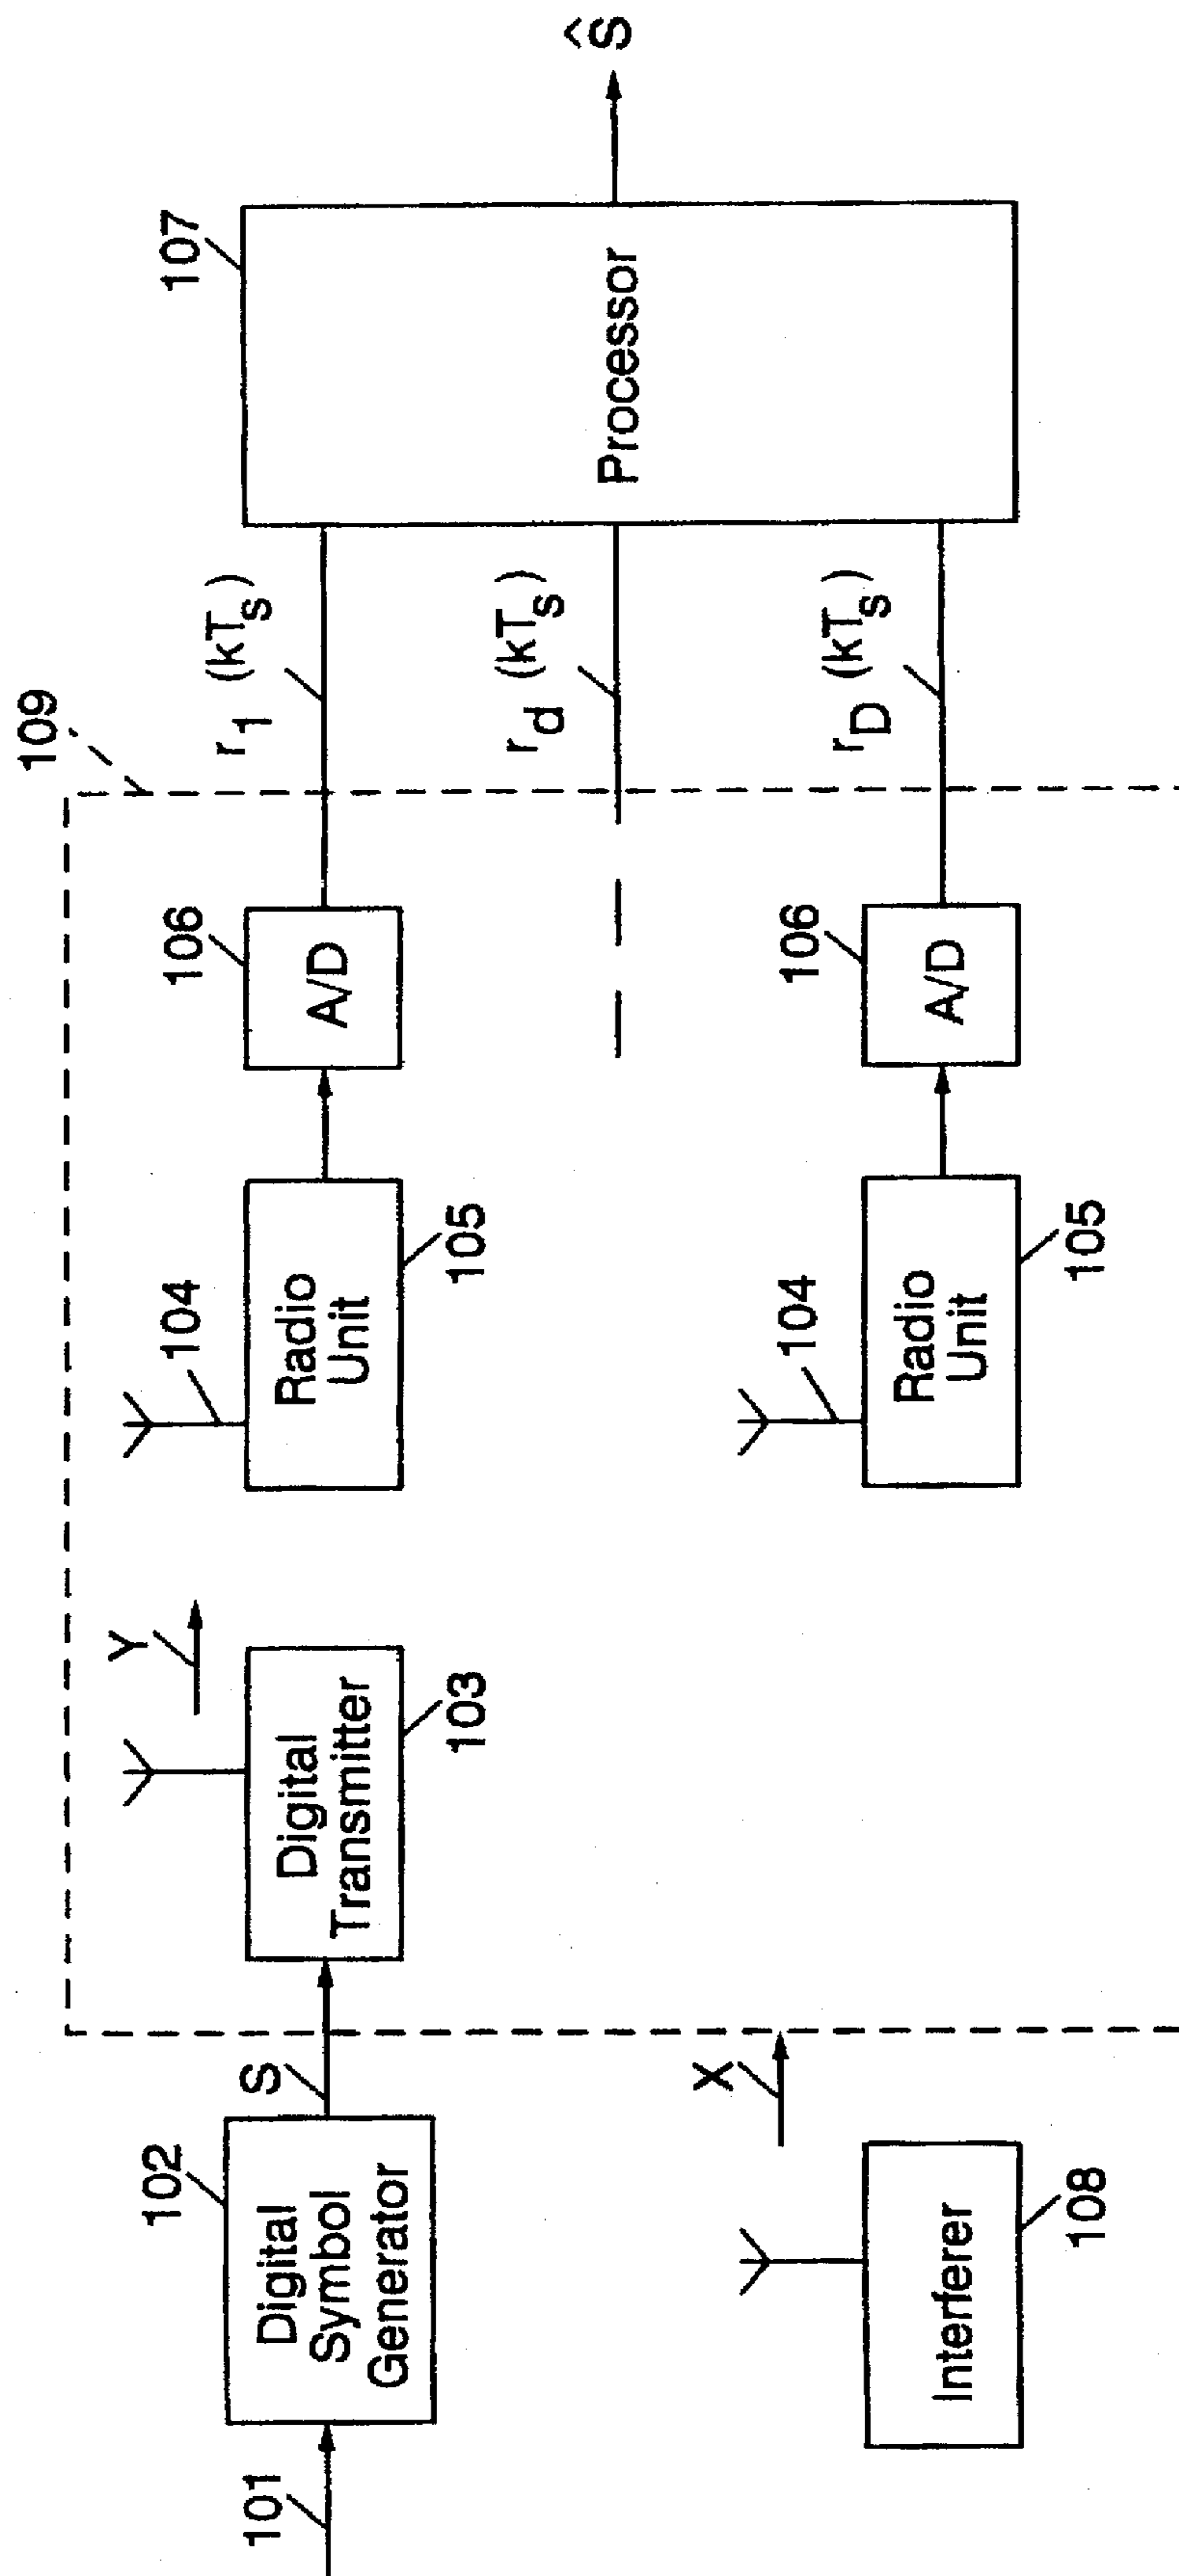 109
101
102
Digital
Symbol
Generator
S
Digital
Transmitter
103
Y
104
Radio
Unit
105
106
A/D
r1 (kTs)
107
Processor
Ŝ
rd (kTs)
Interferer
108
X
104
Radio
Unit
105
106
A/D
rD (kTs)